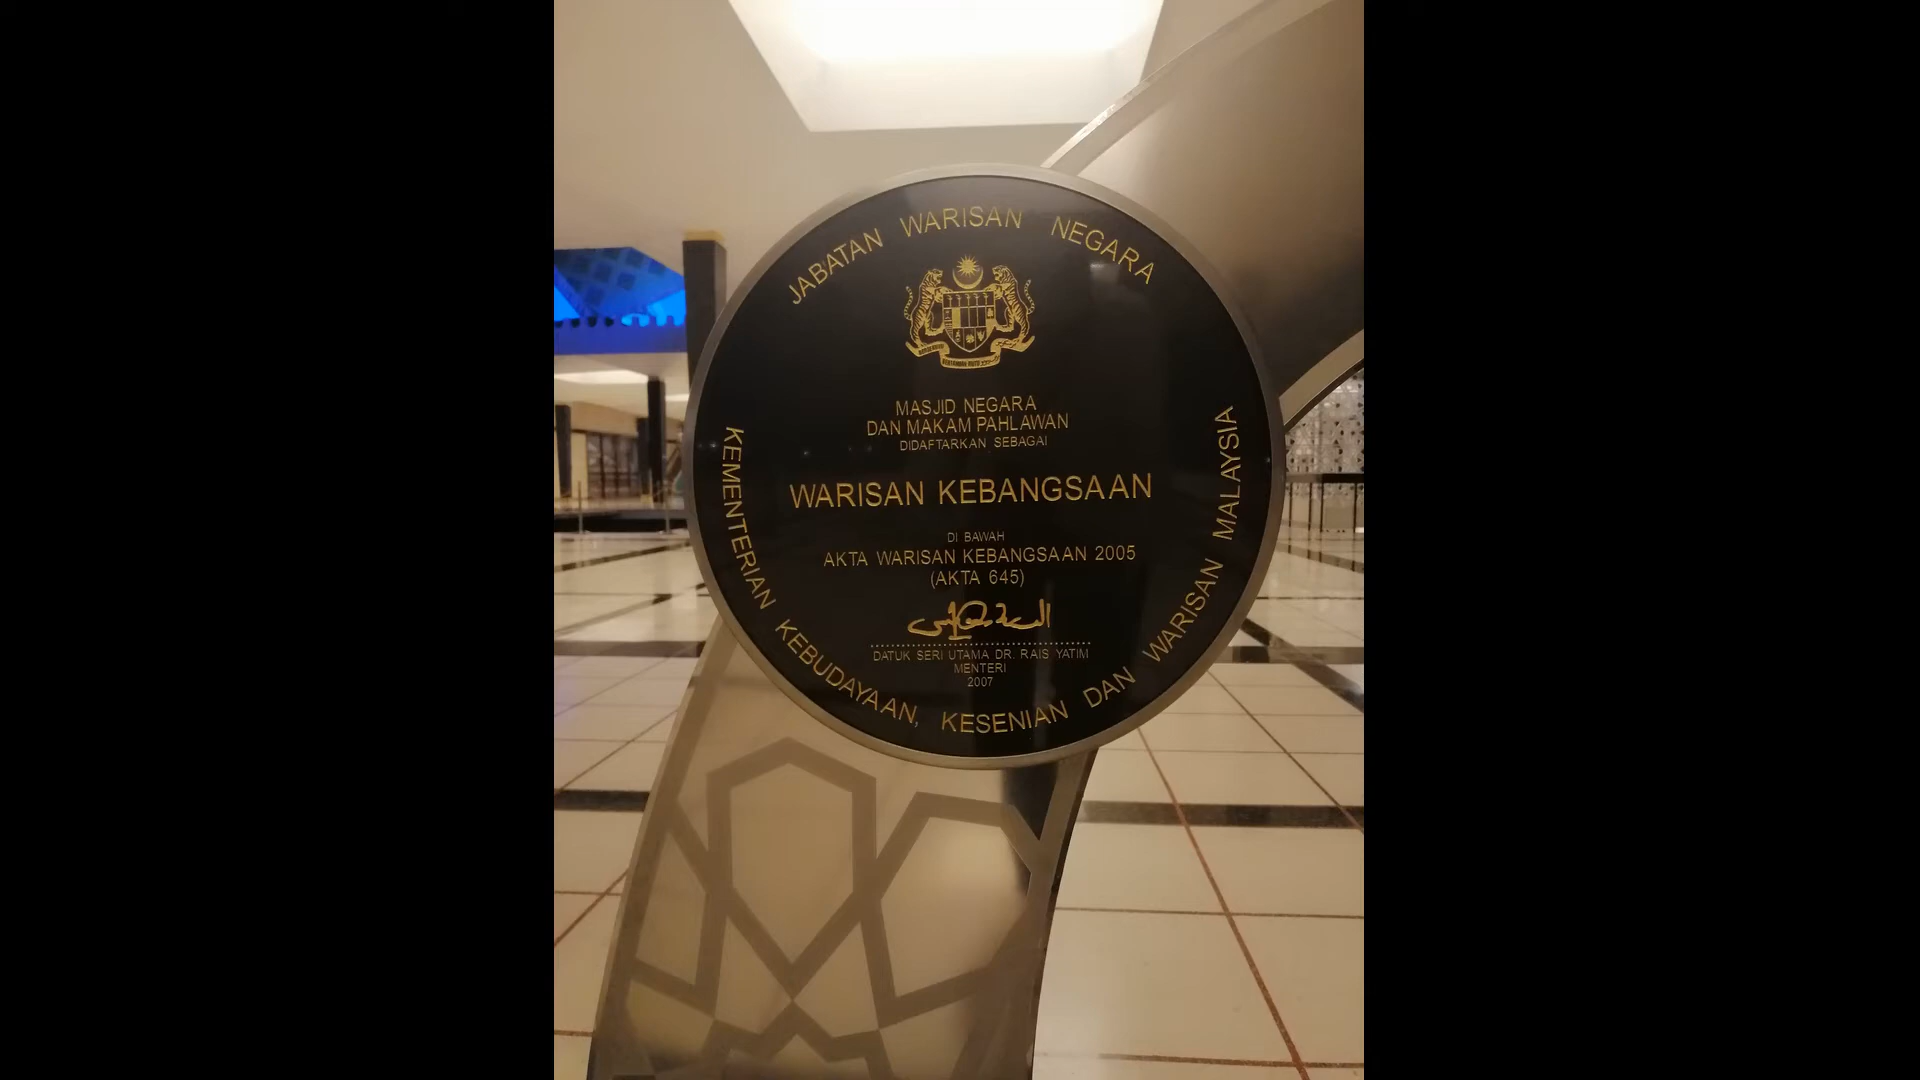 JABATAN WARISAN NEGARA
MASJID NEGARA
DAN MAKAM PAHLAWAN
DIDAFTARKAN SEBAGAI
WARISAN KEBANGSAAN
DI BAWAH
AKTA WARISAN KEBANGSAAN 2005
(AKTA 645)
DATUK SERI UTAMA DR. RAIS YATIM
MENTERI
2007
KEMENTERIAN KEBUDAYAAN, KESENIAN DAN WARISAN MALAYSIA